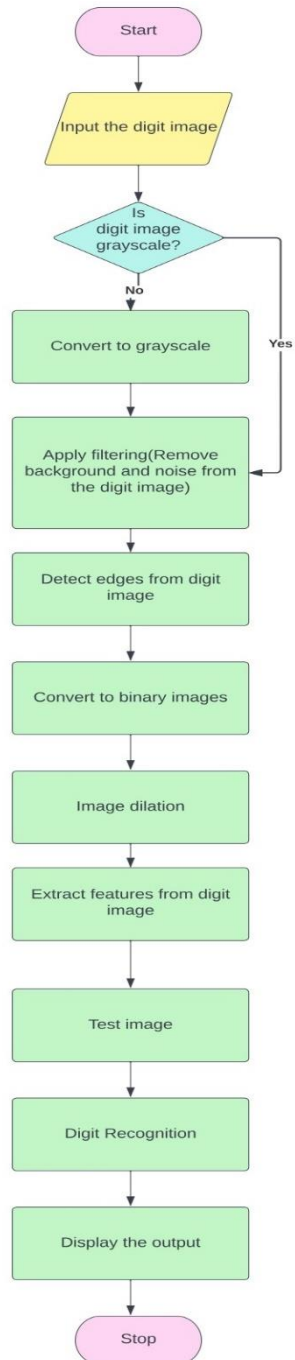 Start
Input the digit image
Is
digit image
grayscale?
No
Yes
Convert to grayscale
Apply filtering(Remove
background and noise from
the digit image)
Detect edges from digit
image
Convert to binary images
Image dilation
Extract features from digit
image
Test image
Digit Recognition
Display the output
Stop